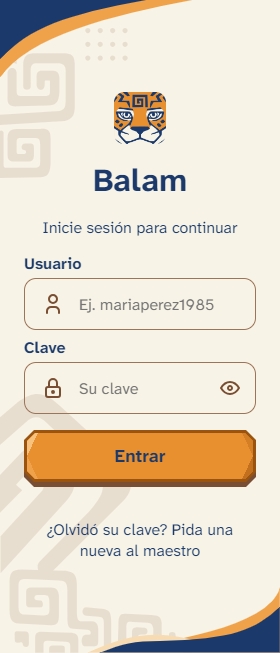 Balam
Inicie sesión para continuar
Usuario
Ej. mariaperez1985
Clave
Su clave
Entrar
¿Olvidó su clave? Pida una
nueva al maestro